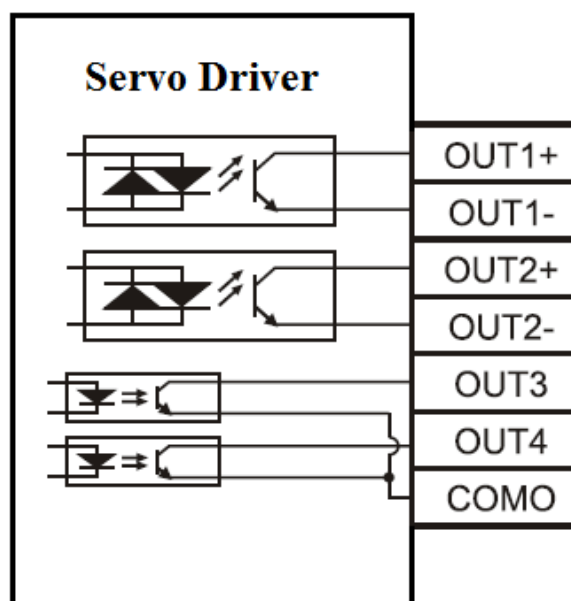 Servo Driver
OUT1+
OUT1-
OUT2+
OUT2-
OUT3
OUT4
COMO